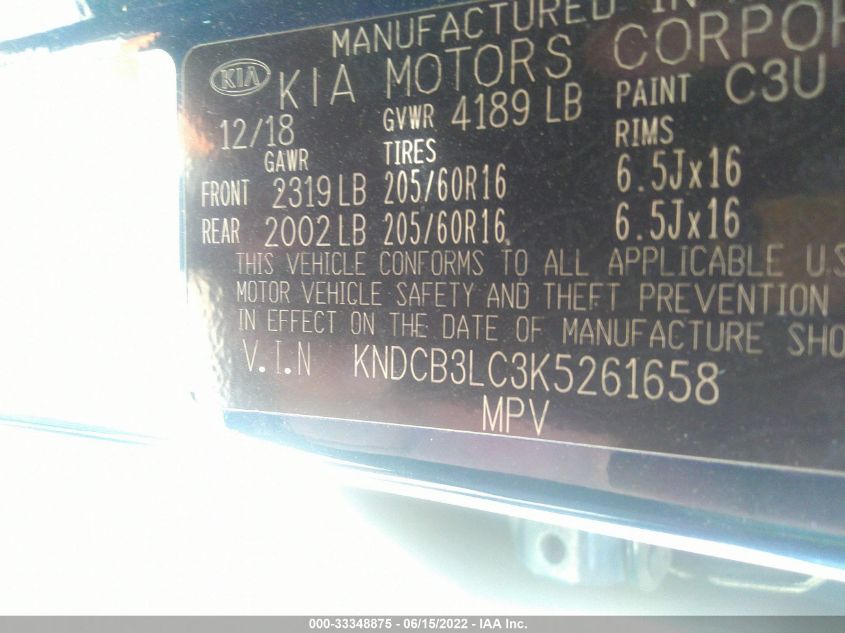 MANUFACTURED IN
KIA KIA MOTORS CORPOR
12/18 GVWR 4189 LB PAINT C3U
GAWR TIRES RIMS
FRONT 2319 LB 205/60R16 6.5Jx16
REAR 2002 LB 205/60R16 6.5Jx16
THIS VEHICLE CONFORMS TO ALL APPLICABLE U.S
MOTOR VEHICLE SAFETY AND THEFT PREVENTION
IN EFFECT ON THE DATE OF MANUFACTURE SHO
V.I.N KNDCB3LC3K5261658
MPV
000-33348875 - 06/15/2022 - IAA Inc.